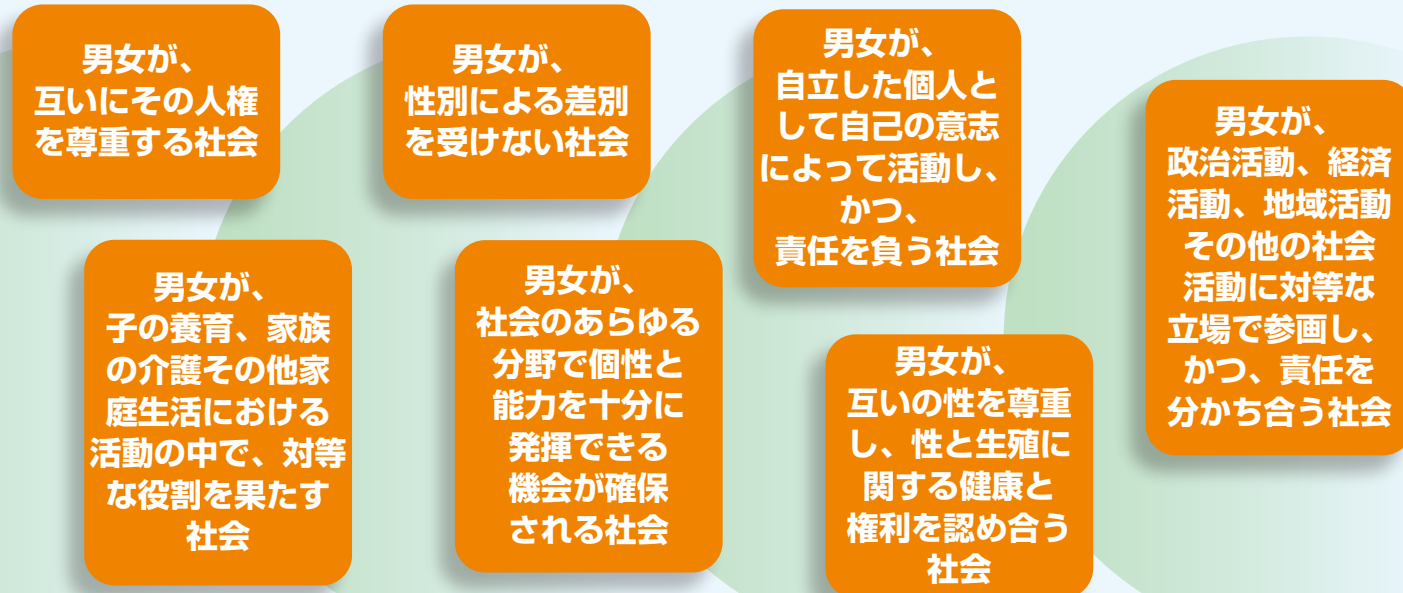 男女が、
互いにその人権
を尊重する社会
男女が、
性別による差別
を受けない社会
男女が、
自立した個人と
して自己の意志
によって活動し、
かつ、
責任を負う社会
男女が、
政治活動、経済
活動、地域活動
その他の社会
活動に対等な
立場で参画し、
かつ、責任を
分かち合う社会
男女が、
子の養育、家族
の介護その他家
庭生活における
活動の中で、対等
な役割を果たす
社会
男女が、
社会のあらゆる
分野で個性と
能力を十分に
発揮できる
機会が確保
される社会
男女が、
互いの性を尊重
し、性と生殖に
関する健康と
権利を認め合う
社会